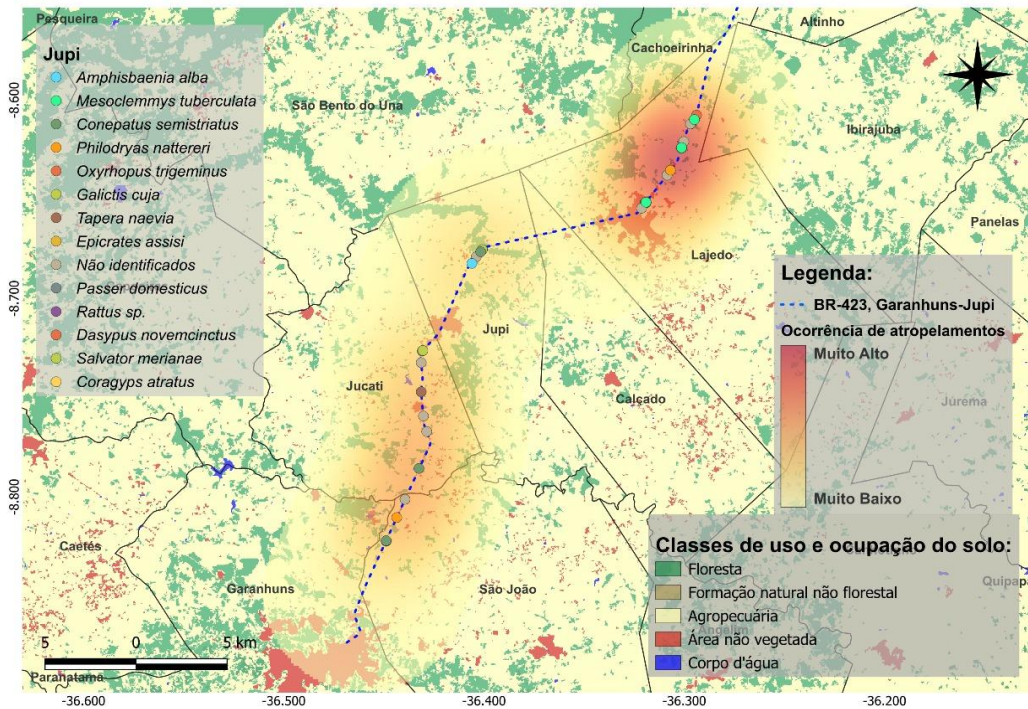 Pesqueira
Altinho
Cachoeirinha
Jupi
Amphisbaenia alba
Mesoclemmys tuberculata
Conepatus semistriatus
Philodryas nattereri
Oxyrhopus trigeminus
Galictis cuja
Tapera naevia
Epicrates assisi
Não identificados
Passer domesticus
Rattus sp.
Dasypus novemcinctus
Salvator merianae
Coragyps atratus
São Bento do Una
Ibirajuba
Panelas
Lajedo
Jupi
Jucati
Calçado
Jurema
Legenda:
BR-423, Garanhuns-Jupi
Ocorrência de atropelamentos
Muito Alto
Muito Baixo
Caetés
Garanhuns
São João
Angelim
Quipapá
Paranatama
Classes de uso e ocupação do solo:
Floresta
Formação natural não florestal
Agropecuária
Área não vegetada
Corpo d'água
5 0 5 km
-8.600
-8.700
-8.800
-36.600 -36.500 -36.400 -36.300 -36.200